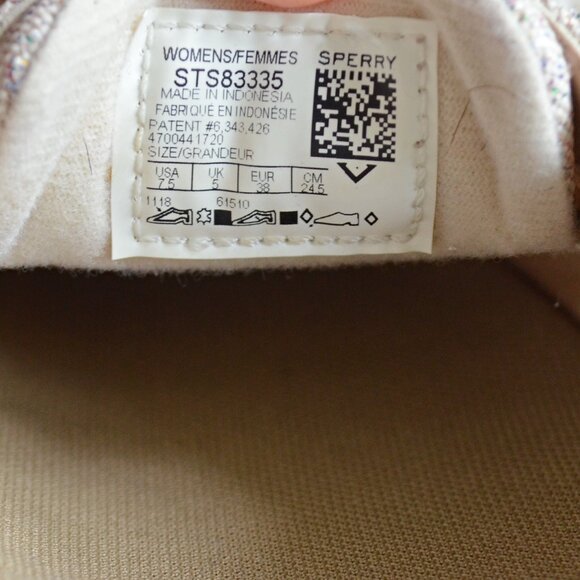 WOMENS/FEMMES SPERRY
STS83335
MADE IN INDONESIA
FABRIQUÉ EN INDONÉSIE
PATENT #6,343,426
4700441720
SIZE/GRANDEUR
USA UK EUR CM
7.5 5 38 24.5
1118 61510